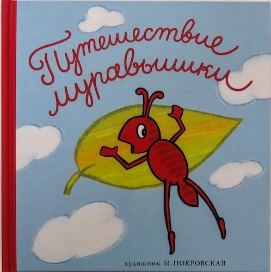 Путешествие
муравьишки
художник М. ПОКРОВСКАЯ